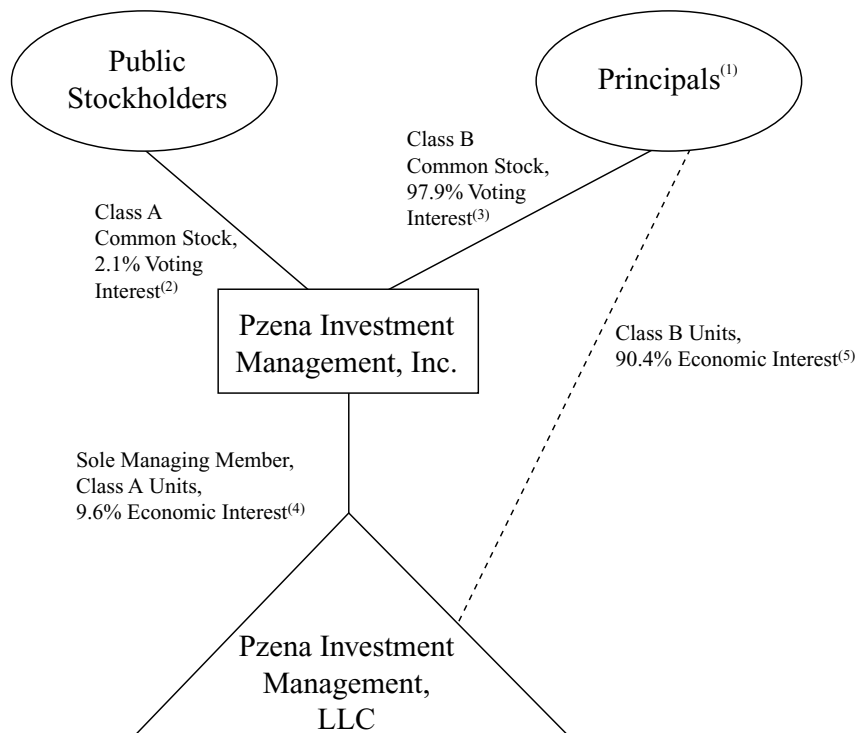 Public
Stockholders
Principals(1)
Class B
Common Stock,
97.9% Voting
Interest(3)
Class A
Common Stock,
2.1% Voting
Interest(2)
Pzena Investment
Management, Inc.
Class B Units,
90.4% Economic Interest(5)
Sole Managing Member,
Class A Units,
9.6% Economic Interest(4)
Pzena Investment
Management,
LLC